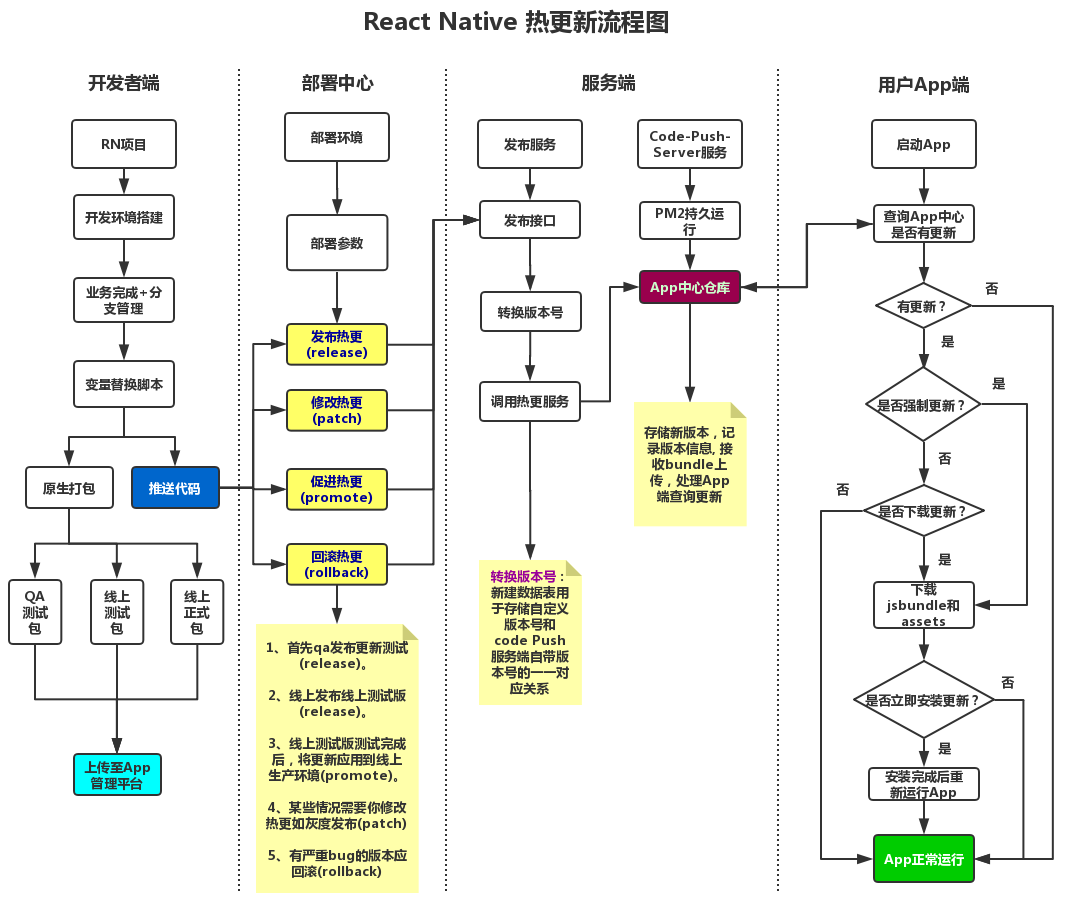 React Native 热更新流程图
开发者端
RN项目
开发环境搭建
业务完成+分
支管理
变量替换脚本
原生打包
推送代码
QA
测试
包
线上
测试
包
线上
正式
包
上传至App
管理平台
部署中心
部署环境
部署参数
发布热更
(release)
修改热更
(patch)
促进热更
(promote)
回滚热更
(rollback)
1、首先qa发布更新测试
(release)。
2、线上发布线上测试版
(release)。
3、线上测试版测试完成
后，将更新应用到线上
生产环境(promote)。
4、某些情况需要你修改
热更如灰度发布(patch)
5、有严重bug的版本应
回滚(rollback)
服务端
发布服务
发布接口
转换版本号
调用热更服务
转换版本号：
新建数据表用
于存储自定义
版本号和
code Push
服务端自带版
本号的一一对
应关系
Code-Push-
Server服务
PM2持久运
行
App中心仓库
存储新版本，记
录版本信息, 接
收bundle上
传，处理App
端查询更新
用户App端
启动App
查询App中心
是否有更新
有更新？
否
是
是否强制更新？
是
否
是否下载更新？
否
是
下载
jsbundle和
assets
是否立即安装更新？
否
是
安装完成后重
新运行App
App正常运行